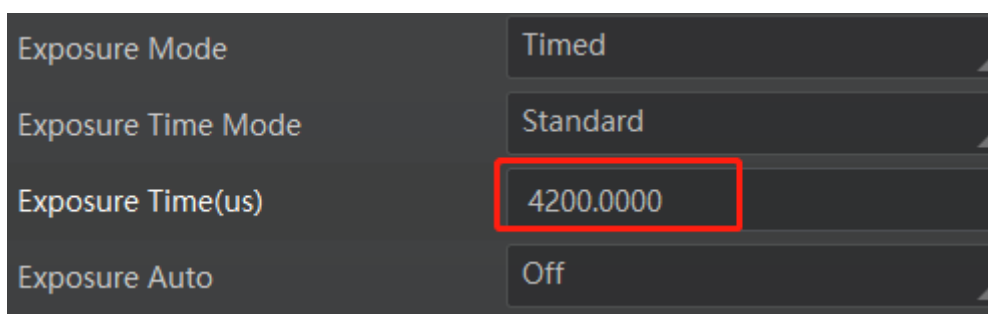 Exposure Mode Timed
Exposure Time Mode Standard
Exposure Time(us) 4200.0000
Exposure Auto Off